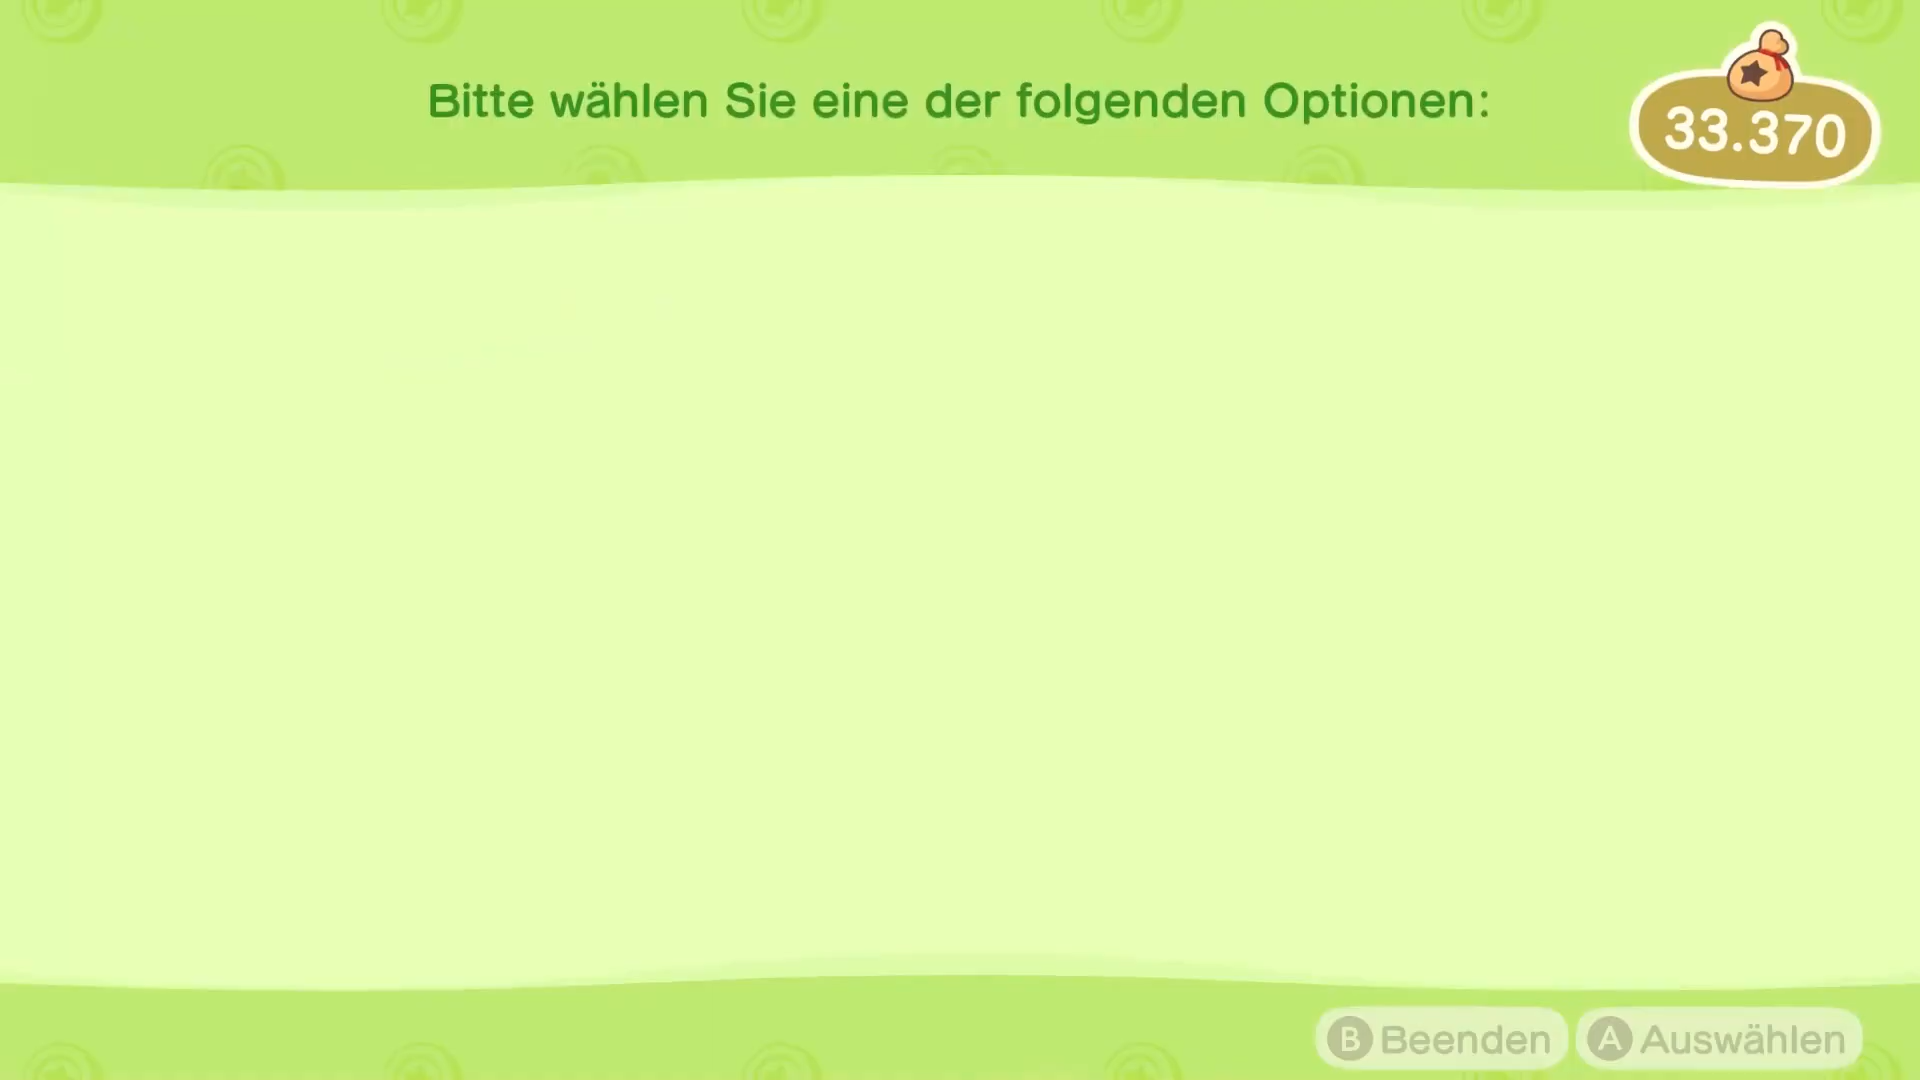 Bitte wählen Sie eine der folgenden Optionen:
33.370
B Beenden A Auswählen